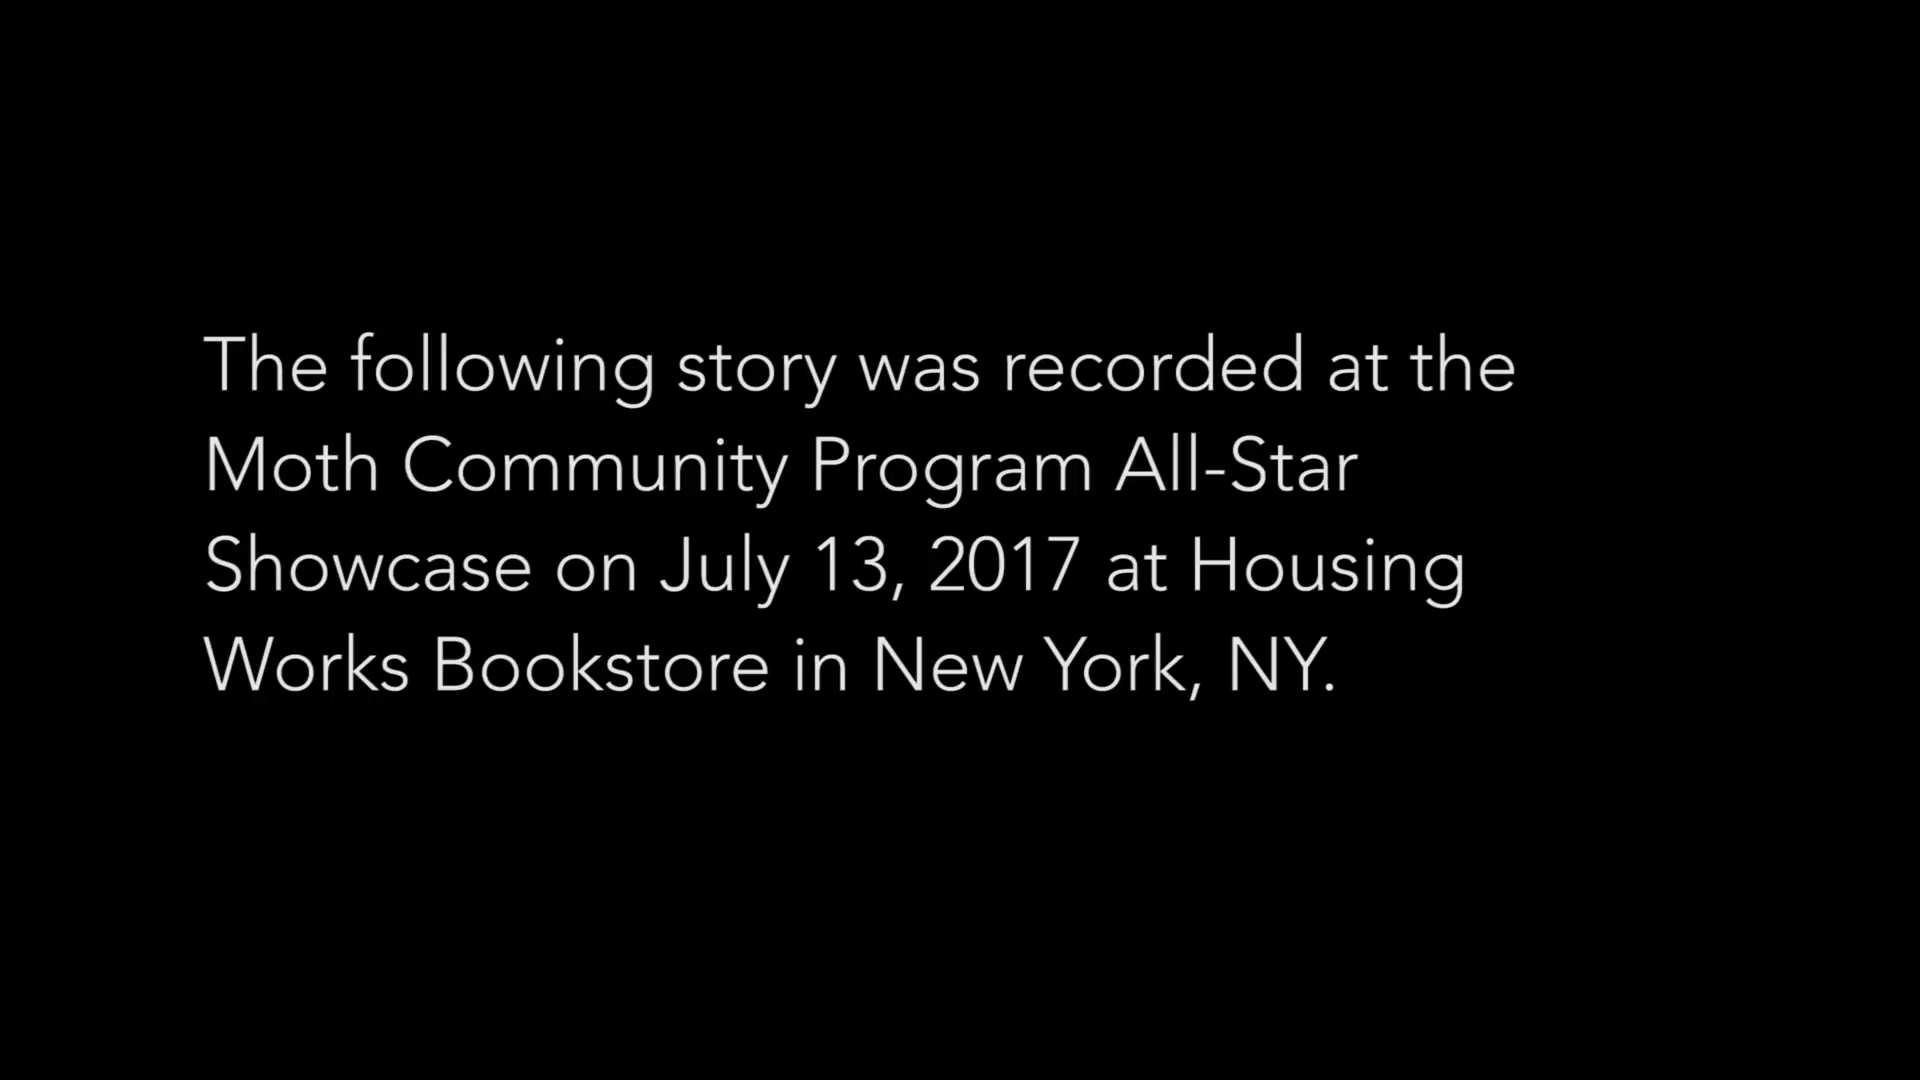 The following story was recorded at the
Moth Community Program All-Star
Showcase on July 13, 2017 at Housing
Works Bookstore in New York, NY.